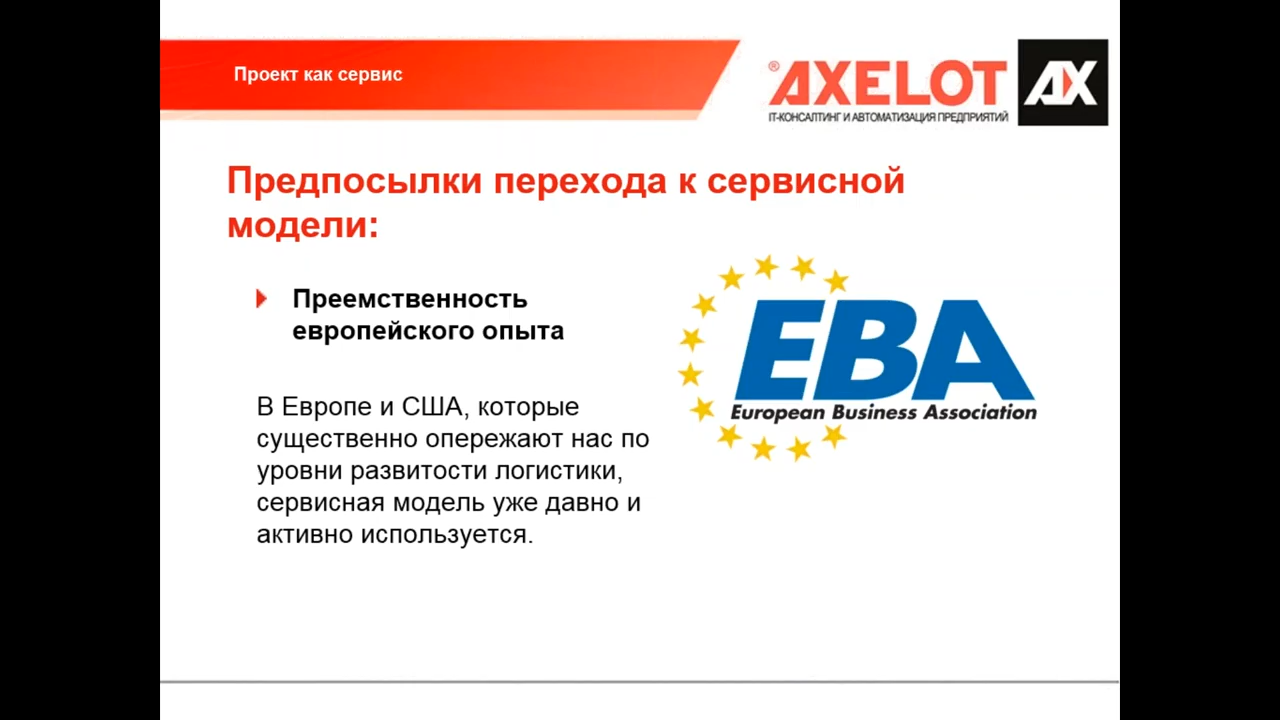 Проект как сервис
®AXELOT AX
IT-КОНСАЛТИНГ И АВТОМАТИЗАЦИЯ ПРЕДПРИЯТИЙ
Предпосылки перехода к сервисной
модели:
Преемственность
европейского опыта
В Европе и США, которые
существенно опережают нас по
уровни развитости логистики,
сервисная модель уже давно и
активно используется.
EBA
European Business Association